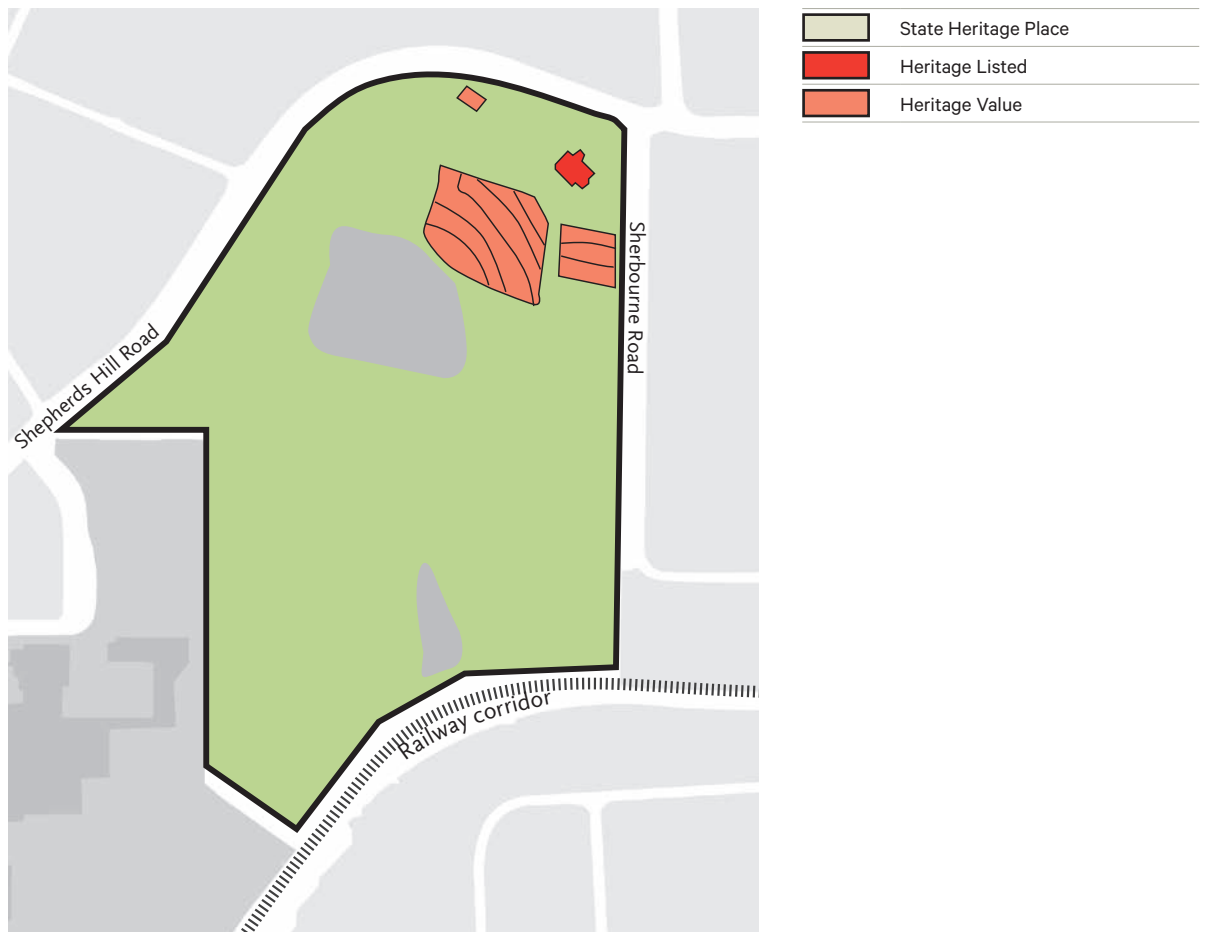 State Heritage Place
Heritage Listed
Heritage Value
Sherbourne Road
Shepherds Hill Road
Railway corridor